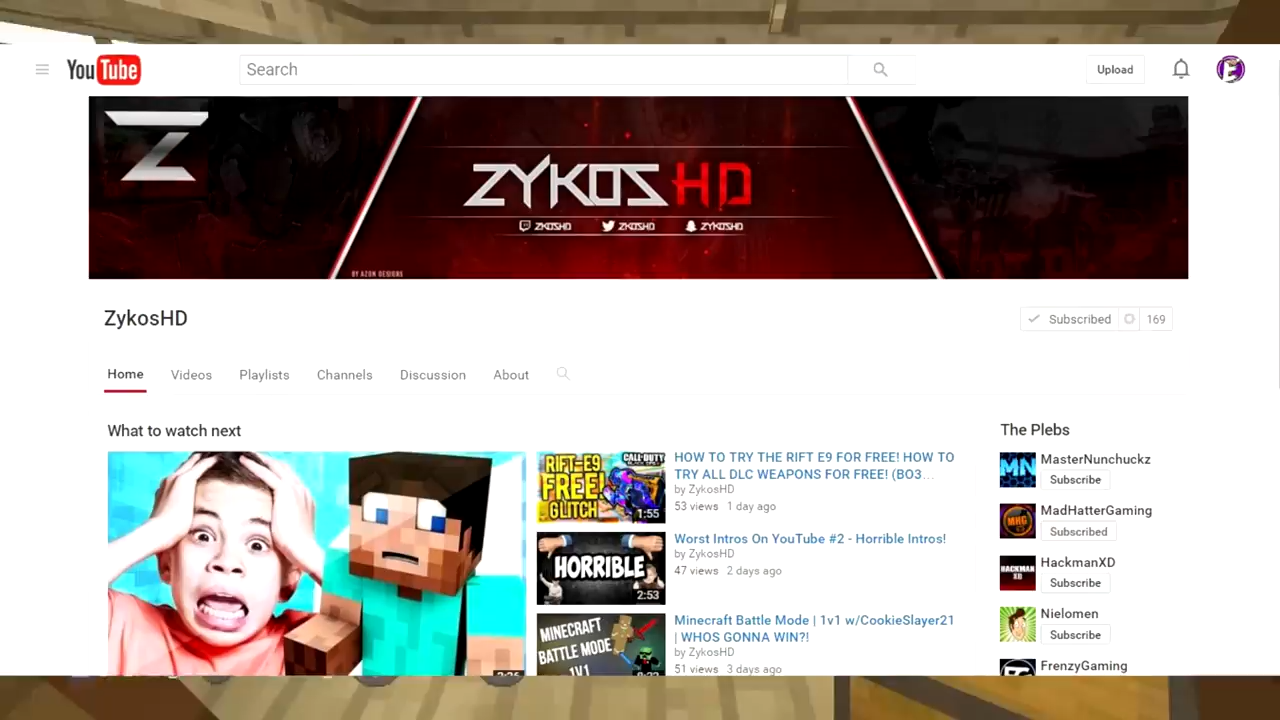 YouTube
Search
Upload
E
Z
ZYKOS HD
ZKOSHD ZKOSHD ZYKOSHD
BY AZON DESIGNS
ZykosHD
Subscribed 169
Home Videos Playlists Channels Discussion About
What to watch next
RIFT-E9 FREE! GLITCH
CALL·DUTY
1:55
HOW TO TRY THE RIFT E9 FOR FREE! HOW TO
TRY ALL DLC WEAPONS FOR FREE! (BO3...
by ZykosHD
53 views 1 day ago
HORRIBLE
2:53
Worst Intros On YouTube #2 - Horrible Intros!
by ZykosHD
47 views 2 days ago
MINECRAFT
BATTLE MODE
1V1
Minecraft Battle Mode | 1v1 w/CookieSlayer21
| WHOS GONNA WIN?!
by ZykosHD
51 views 3 days ago
The Plebs
MN
MasterNunchuckz
Subscribe
MHG
MadHatterGaming
Subscribed
HACKMAN
XD
HackmanXD
Subscribe
Nielomen
Subscribe
FrenzyGaming